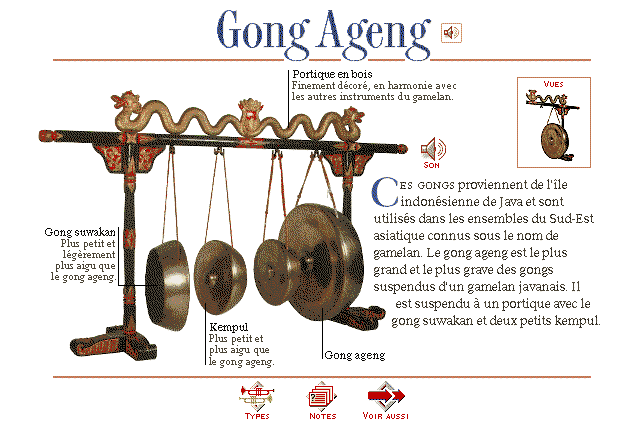 Gong Ageng
Portique en bois
Finement décoré, en harmonie avec
les autres instruments du gamelan.
VUES
SON
CES GONGS proviennent de l'île
indonésienne de Java et sont
utilisés dans les ensembles du Sud-Est
asiatique connus sous le nom de
gamelan. Le gong ageng est le plus
grand et le plus grave des gongs
suspendus d'un gamelan javanais. Il
est suspendu à un portique avec le
gong suwakan et deux petits kempul.
Gong suwakan
Plus petit et
légèrement
plus aigu que
le gong ageng.
Kempul
Plus petit et
plus aigu que
le gong ageng.
Gong ageng
TYPES
NOTES
VOIR AUSSI